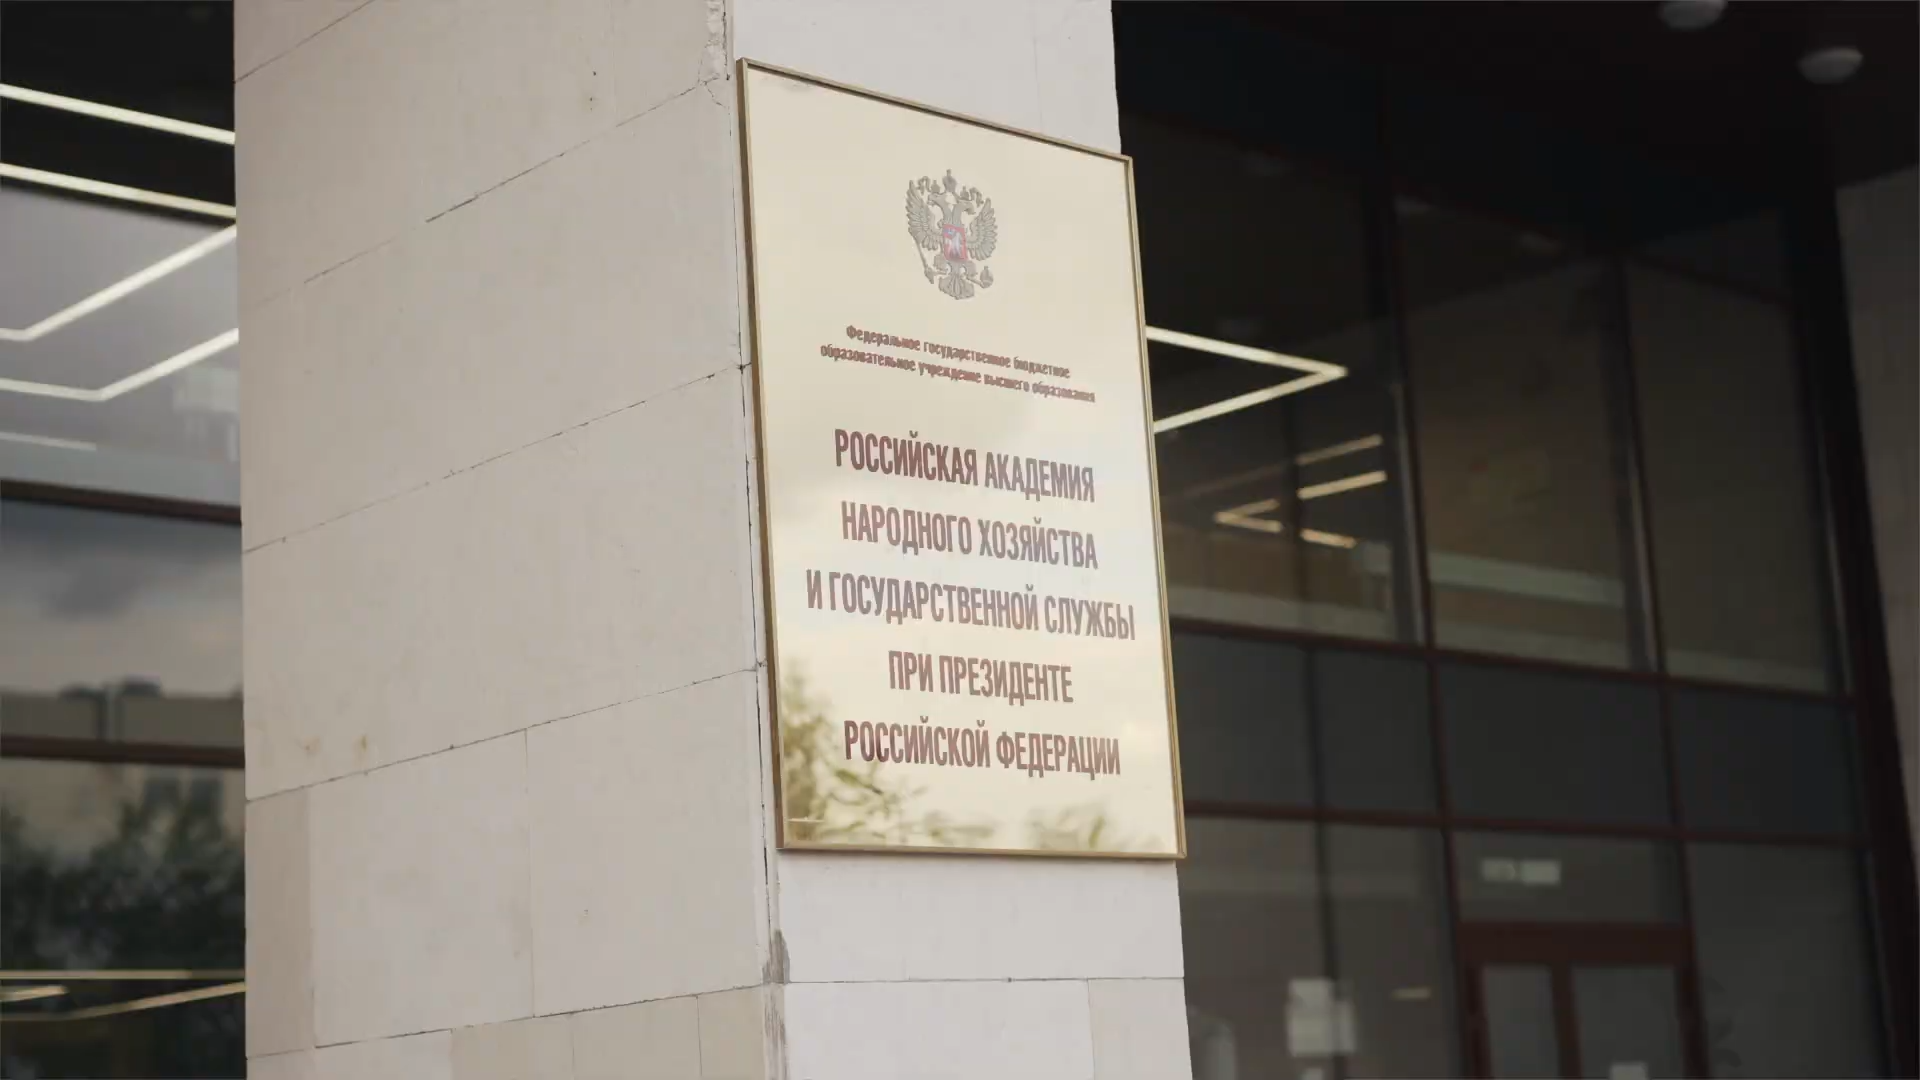 Федеральное государственное бюджетное
образовательное учреждение высшего образования
РОССИЙСКАЯ АКАДЕМИЯ
НАРОДНОГО ХОЗЯЙСТВА
И ГОСУДАРСТВЕННОЙ СЛУЖБЫ
ПРИ ПРЕЗИДЕНТЕ
РОССИЙСКОЙ ФЕДЕРАЦИИ